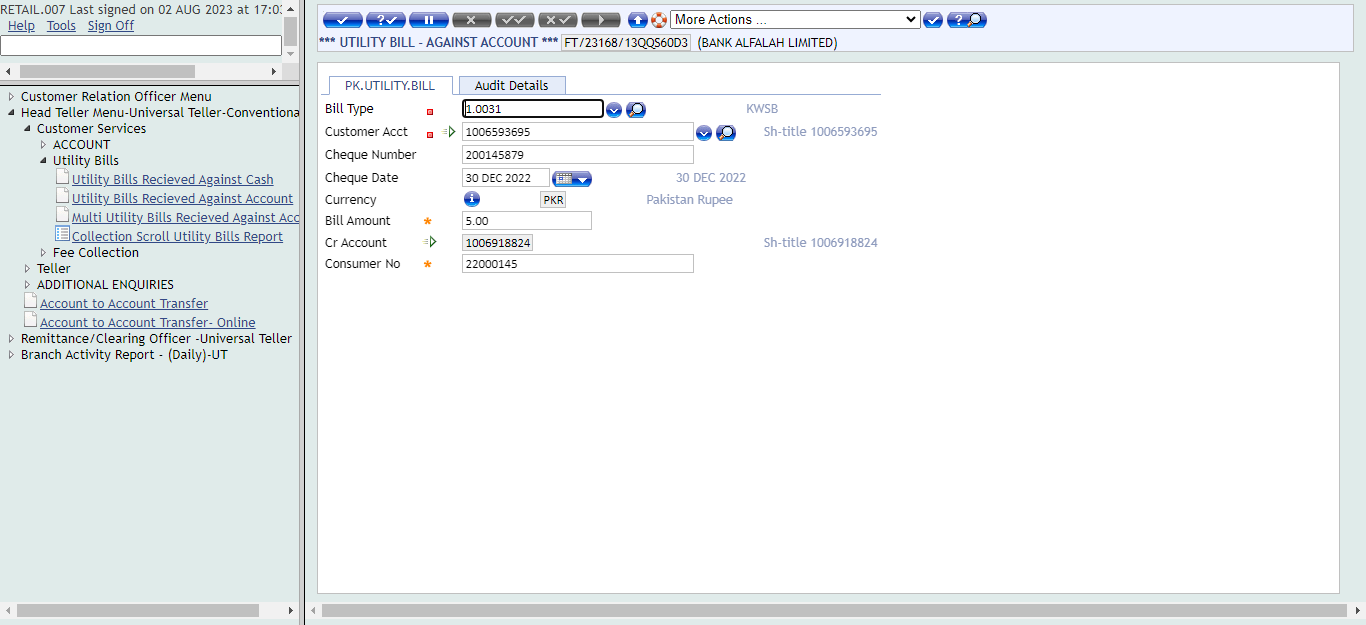 RETAIL.007 Last signed on 02 AUG 2023 at 17:03
Help Tools Sign Off
Customer Relation Officer Menu
Head Teller Menu-Universal Teller-Conventiona
Customer Services
ACCOUNT
Utility Bills
Utility Bills Recieved Against Cash
Utility Bills Recieved Against Account
Multi Utility Bills Recieved Against Acc
Collection Scroll Utility Bills Report
Fee Collection
Teller
ADDITIONAL ENQUIRIES
Account to Account Transfer
Account to Account Transfer- Online
Remittance/Clearing Officer -Universal Teller
Branch Activity Report - (Daily)-UT
More Actions ...
*** UTILITY BILL - AGAINST ACCOUNT *** FT/23168/13QQS60D3 (BANK ALFALAH LIMITED)
PK.UTILITY.BILL Audit Details
Bill Type 1.0031 KWSB
Customer Acct 1006593695 Sh-title 1006593695
Cheque Number 200145879
Cheque Date 30 DEC 2022 30 DEC 2022
Currency PKR Pakistan Rupee
Bill Amount * 5.00
Cr Account 1006918824 Sh-title 1006918824
Consumer No * 22000145